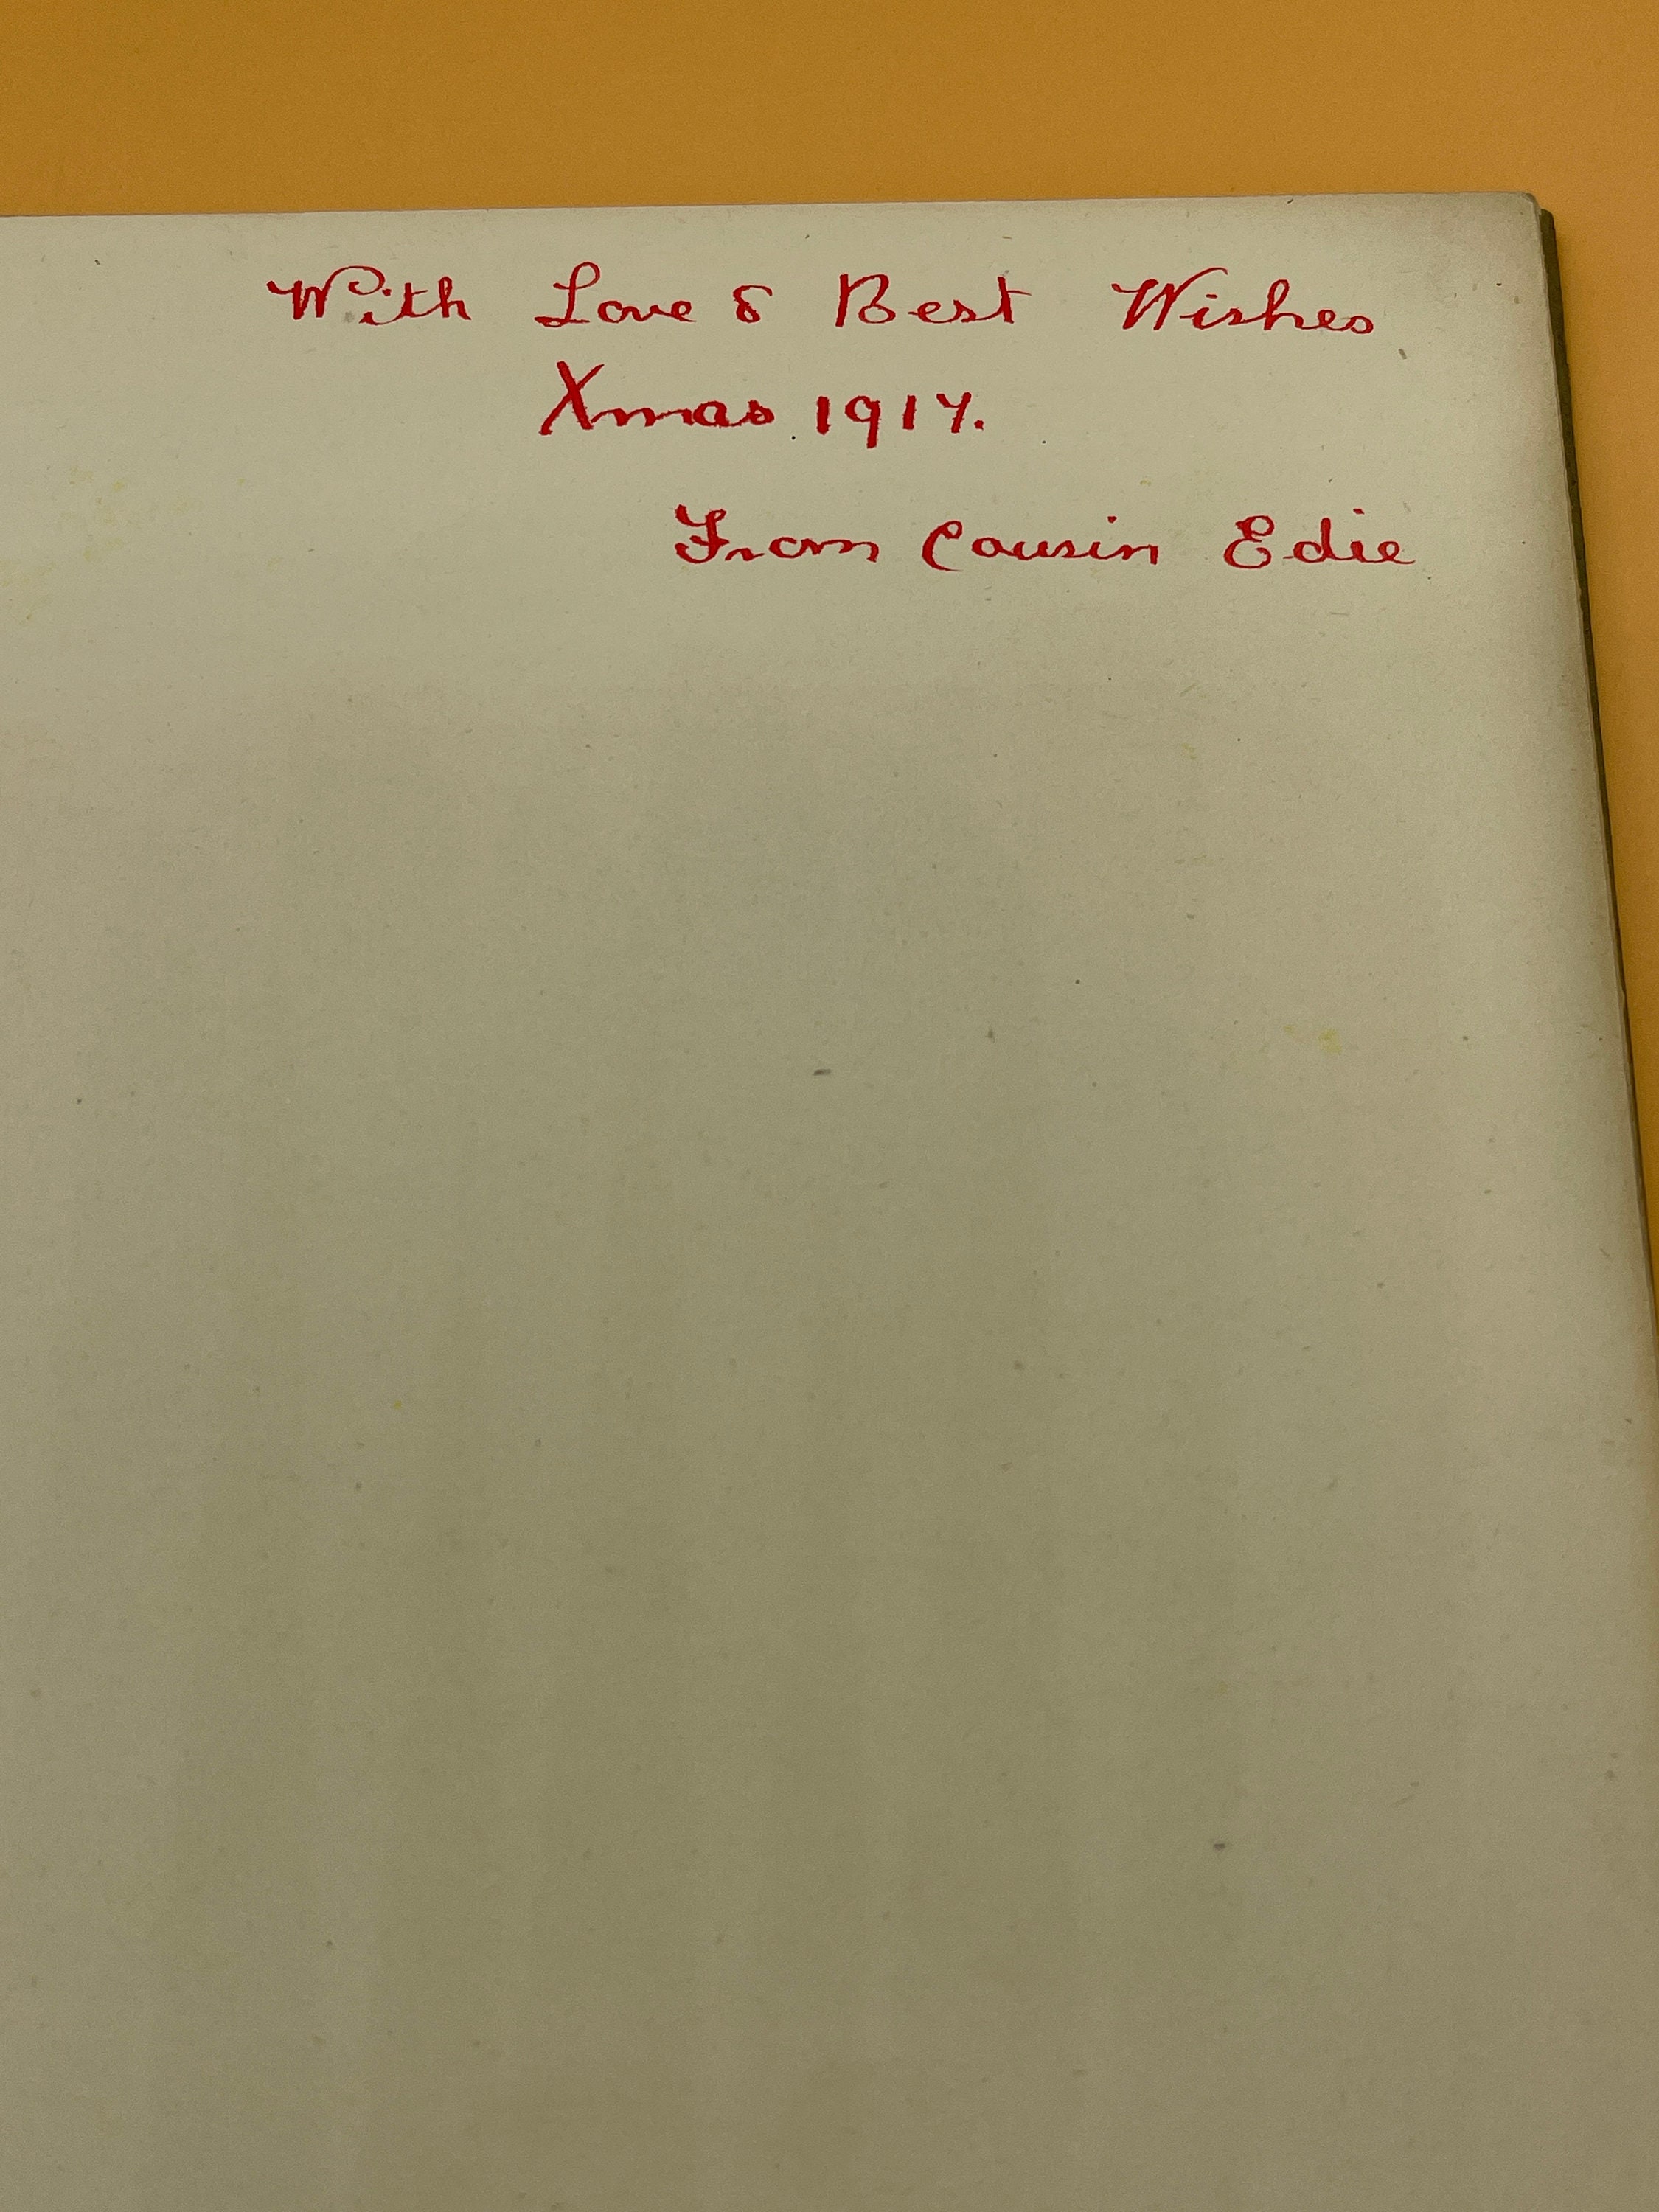 With Love & Best Wishes
Xmas 1917.
From Cousin Edie